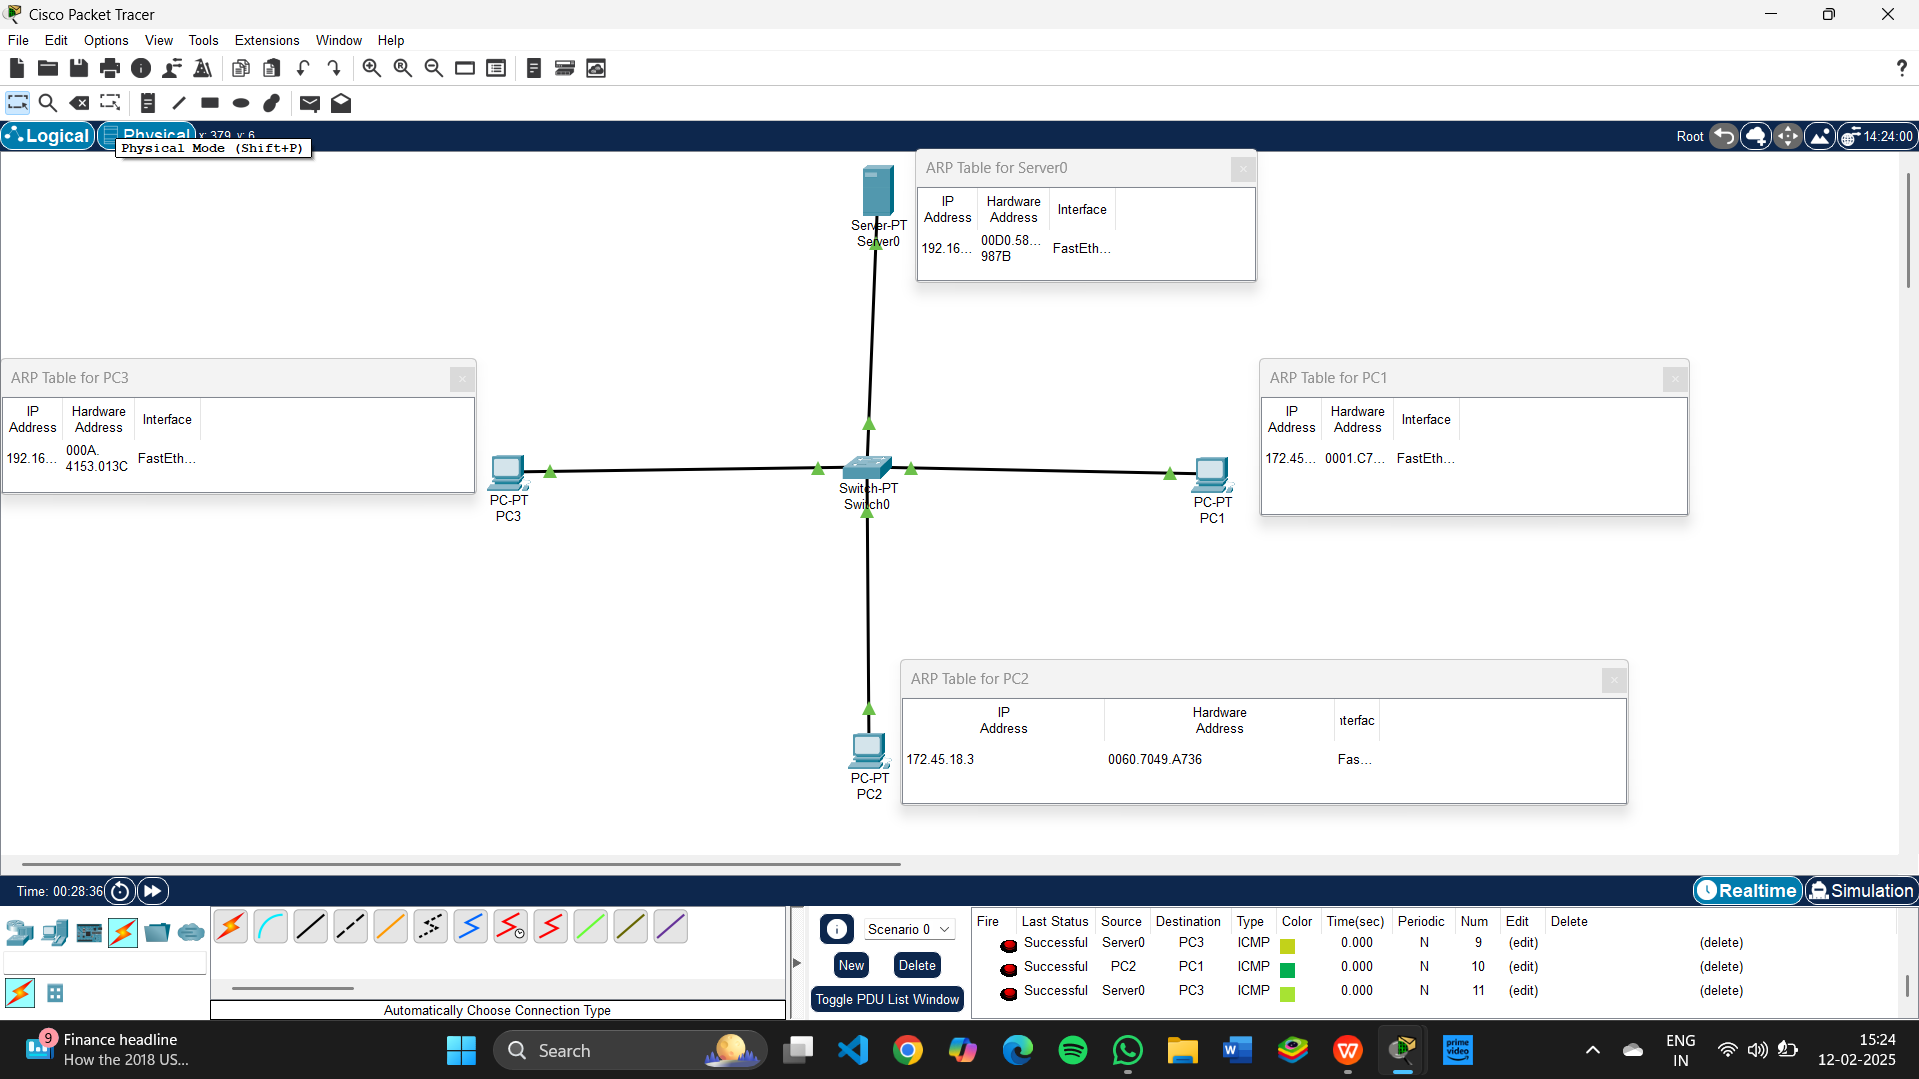 Cisco Packet Tracer
File Edit Options View Tools Extensions Window Help
?
Logical Physical x: 379, y: 6 Root 14:24:00
Physical Mode (Shift+P)
ARP Table for Server0
IP Address Hardware Address Interface
192.16... 00D0.58... 987B FastEth...
Server-PT
Server0
ARP Table for PC3
IP Address Hardware Address Interface
192.16... 000A. 4153.013C FastEth...
PC-PT
PC3
Switch-PT
Switch0
PC-PT
PC1
ARP Table for PC1
IP Address Hardware Address Interface
172.45... 0001.C7... FastEth...
ARP Table for PC2
IP Address Hardware Address nterfac
172.45.18.3 0060.7049.A736 Fas...
PC-PT
PC2
Time: 00:28:36 Realtime Simulation
Scenario 0
New Delete
Toggle PDU List Window
Fire Last Status Source Destination Type Color Time(sec) Periodic Num Edit Delete
Successful Server0 PC3 ICMP 0.000 N 9 (edit) (delete)
Successful PC2 PC1 ICMP 0.000 N 10 (edit) (delete)
Successful Server0 PC3 ICMP 0.000 N 11 (edit) (delete)
Automatically Choose Connection Type
9
Finance headline
How the 2018 US...
Search
prime video
ENG
IN
15:24
12-02-2025